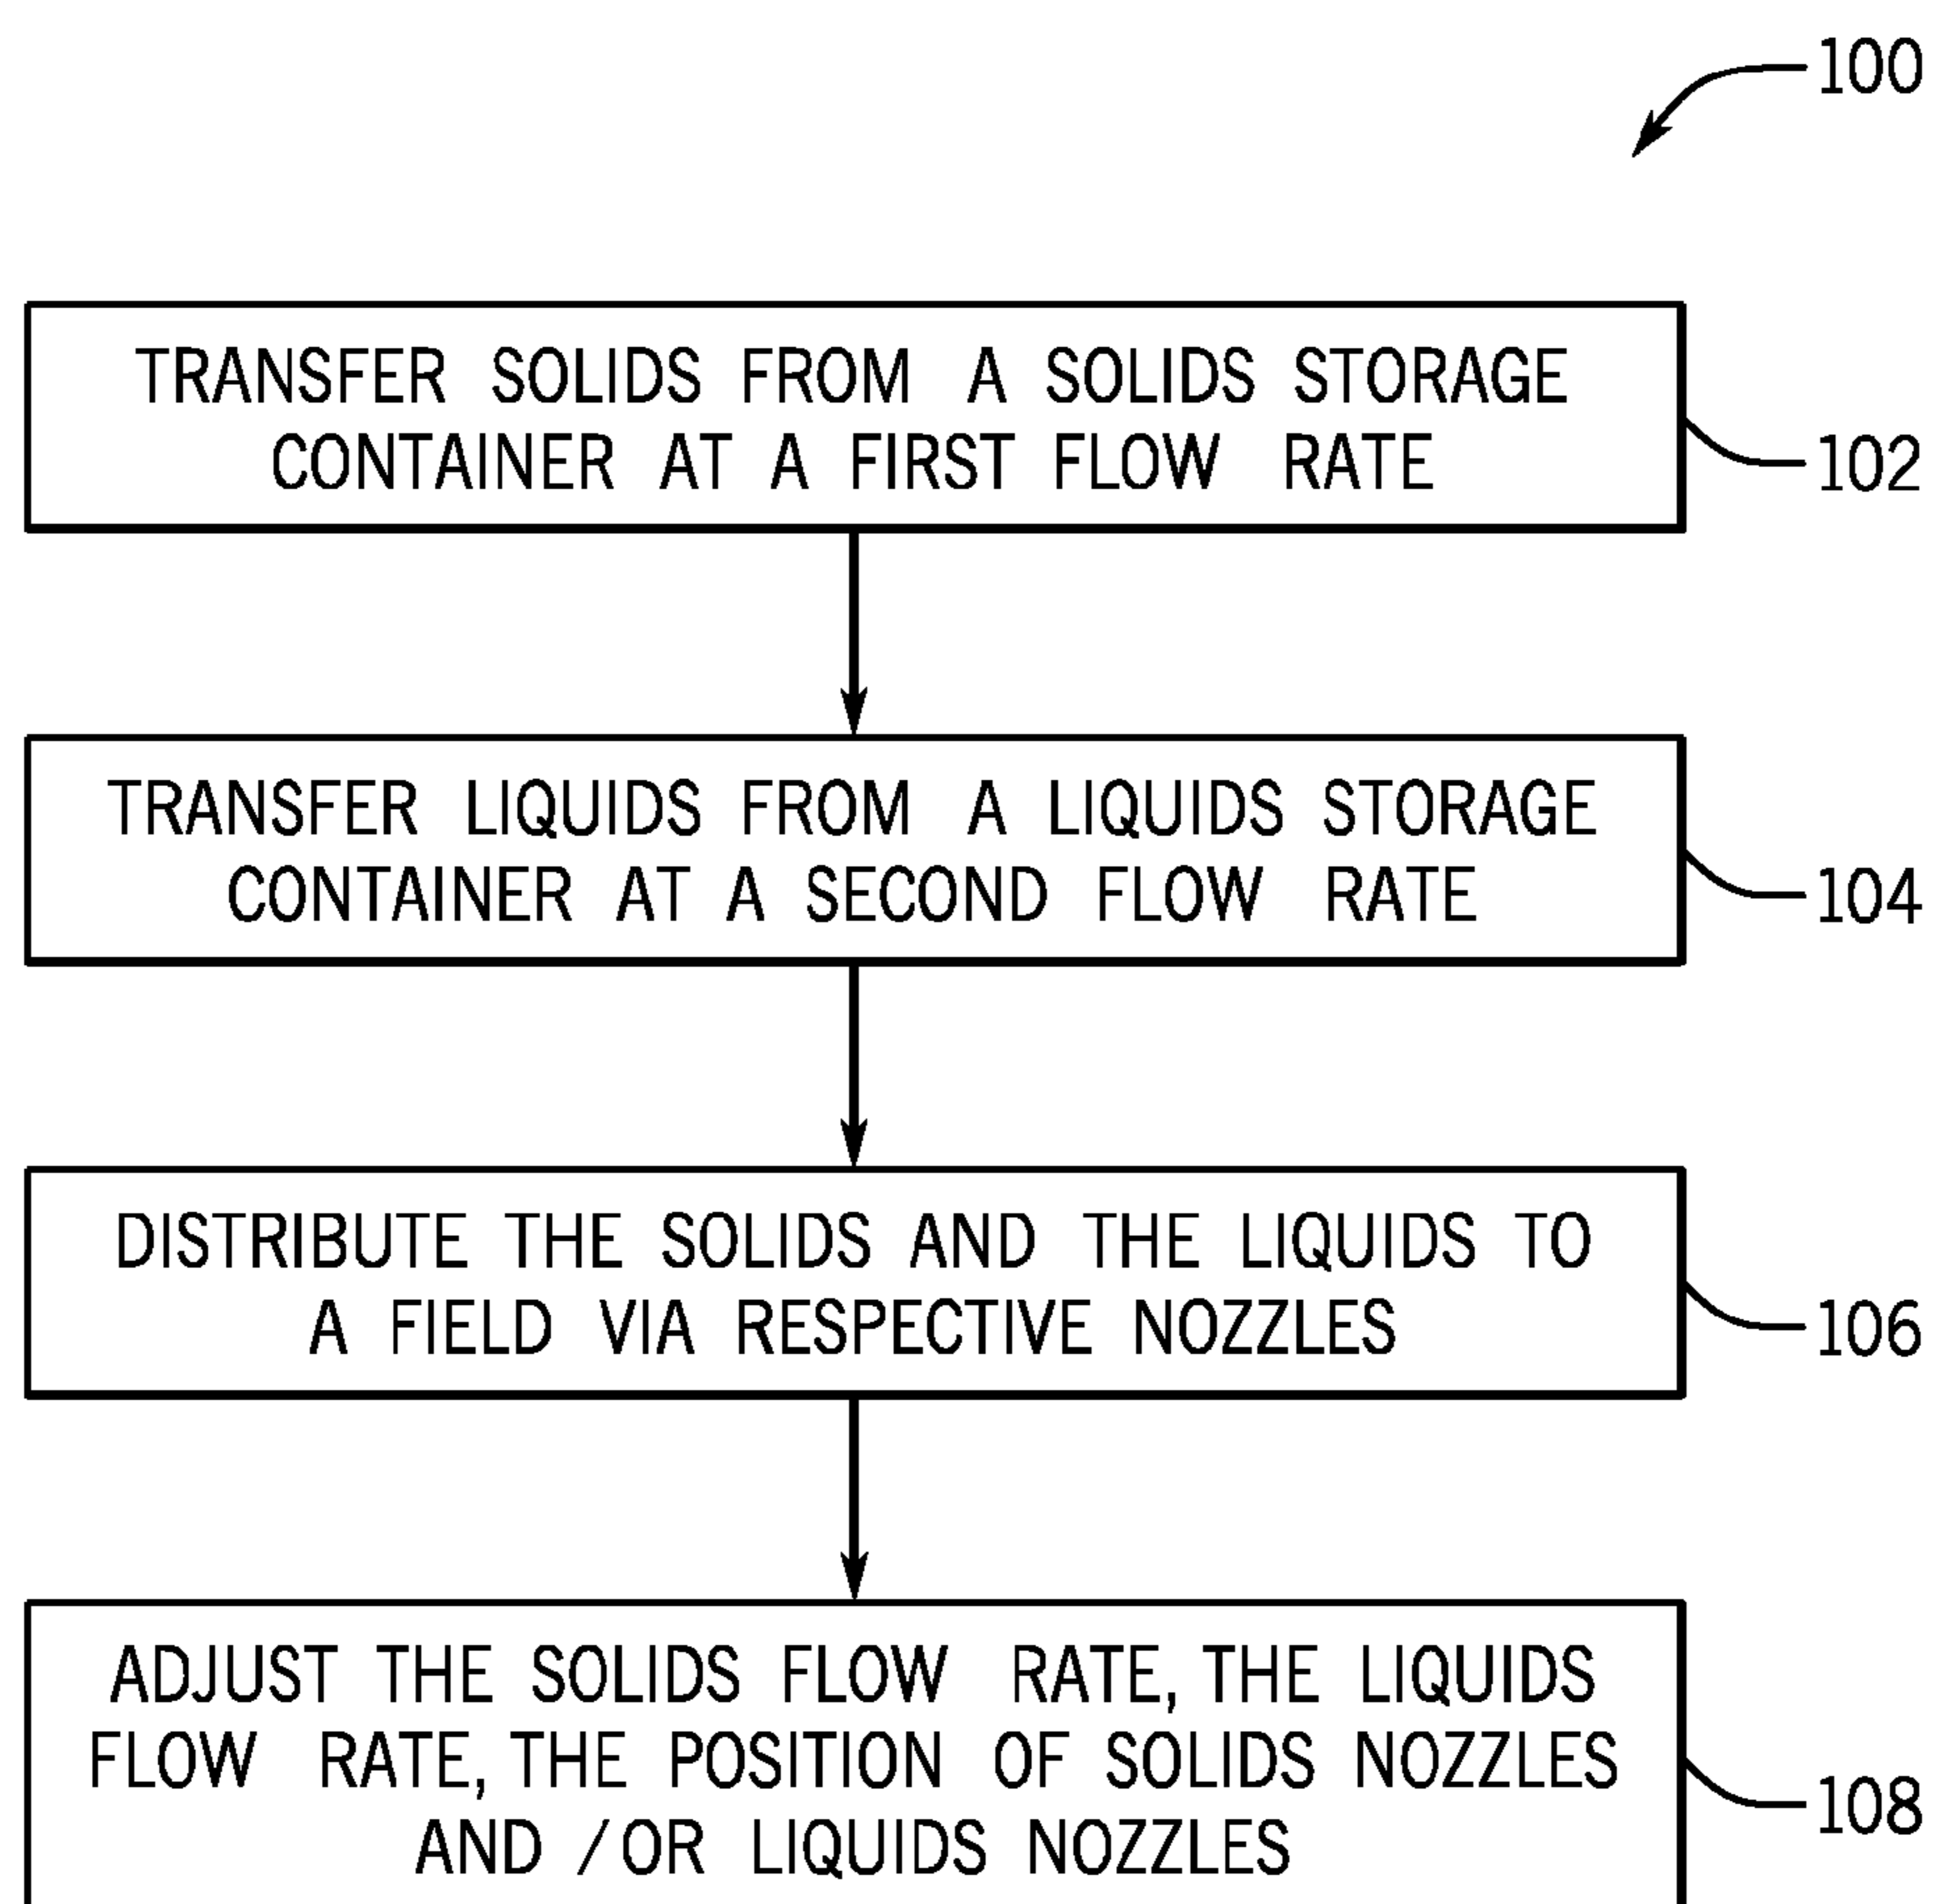 100
TRANSFER SOLIDS FROM A SOLIDS STORAGE
CONTAINER AT A FIRST FLOW RATE
102
TRANSFER LIQUIDS FROM A LIQUIDS STORAGE
CONTAINER AT A SECOND FLOW RATE
104
DISTRIBUTE THE SOLIDS AND THE LIQUIDS TO
A FIELD VIA RESPECTIVE NOZZLES
106
ADJUST THE SOLIDS FLOW RATE, THE LIQUIDS
FLOW RATE, THE POSITION OF SOLIDS NOZZLES
AND /OR LIQUIDS NOZZLES
108